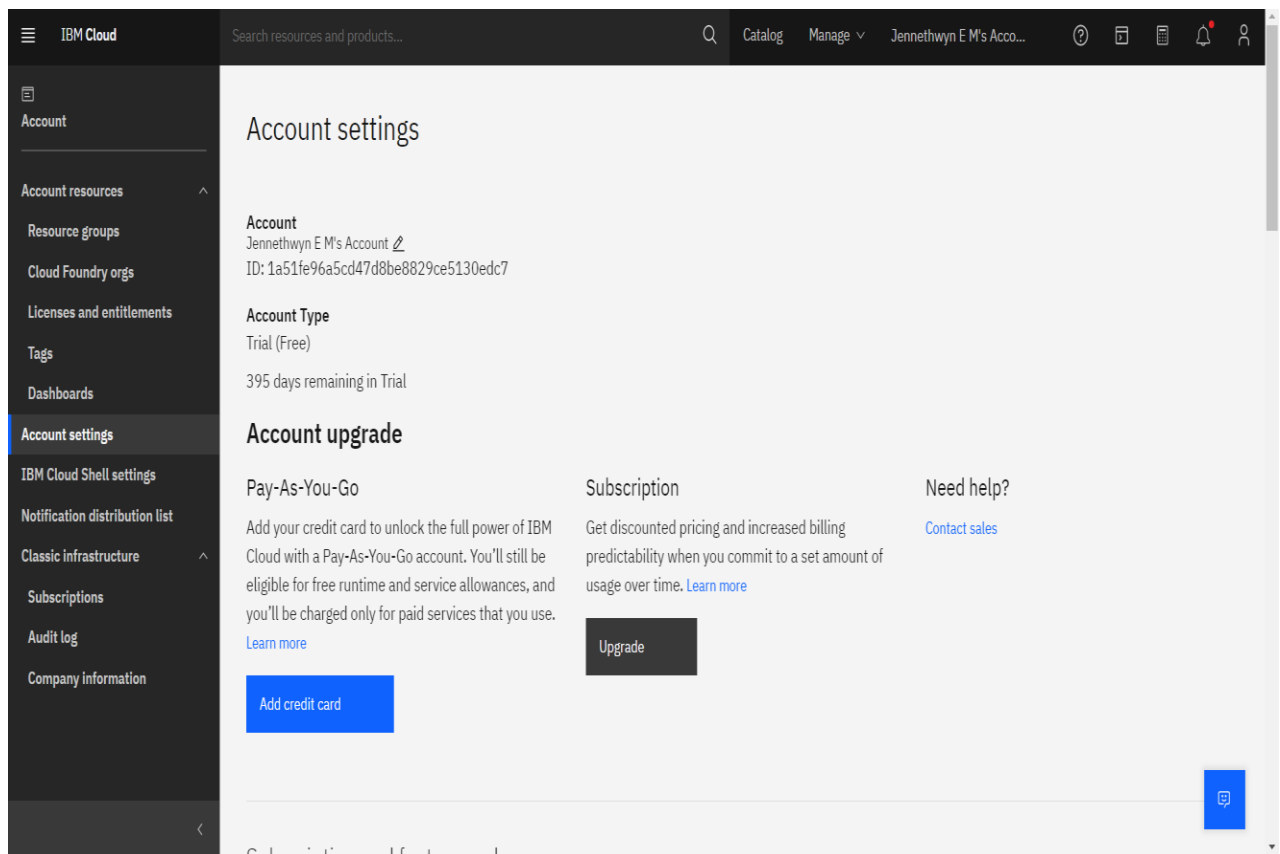 IBM Cloud
Search resources and products...
Catalog
Manage
Jennethwyn E M's Acco...
Account
Account resources
Resource groups
Cloud Foundry orgs
Licenses and entitlements
Tags
Dashboards
Account settings
IBM Cloud Shell settings
Notification distribution list
Classic infrastructure
Subscriptions
Audit log
Company information
Account settings
Account
Jennethwyn E M's Account
ID: 1a51fe96a5cd47d8be8829ce5130edc7
Account Type
Trial (Free)
395 days remaining in Trial
Account upgrade
Pay-As-You-Go
Add your credit card to unlock the full power of IBM
Cloud with a Pay-As-You-Go account. You'll still be
eligible for free runtime and service allowances, and
you'll be charged only for paid services that you use.
Learn more
Add credit card
Subscription
Get discounted pricing and increased billing
predictability when you commit to a set amount of
usage over time. Learn more
Upgrade
Need help?
Contact sales